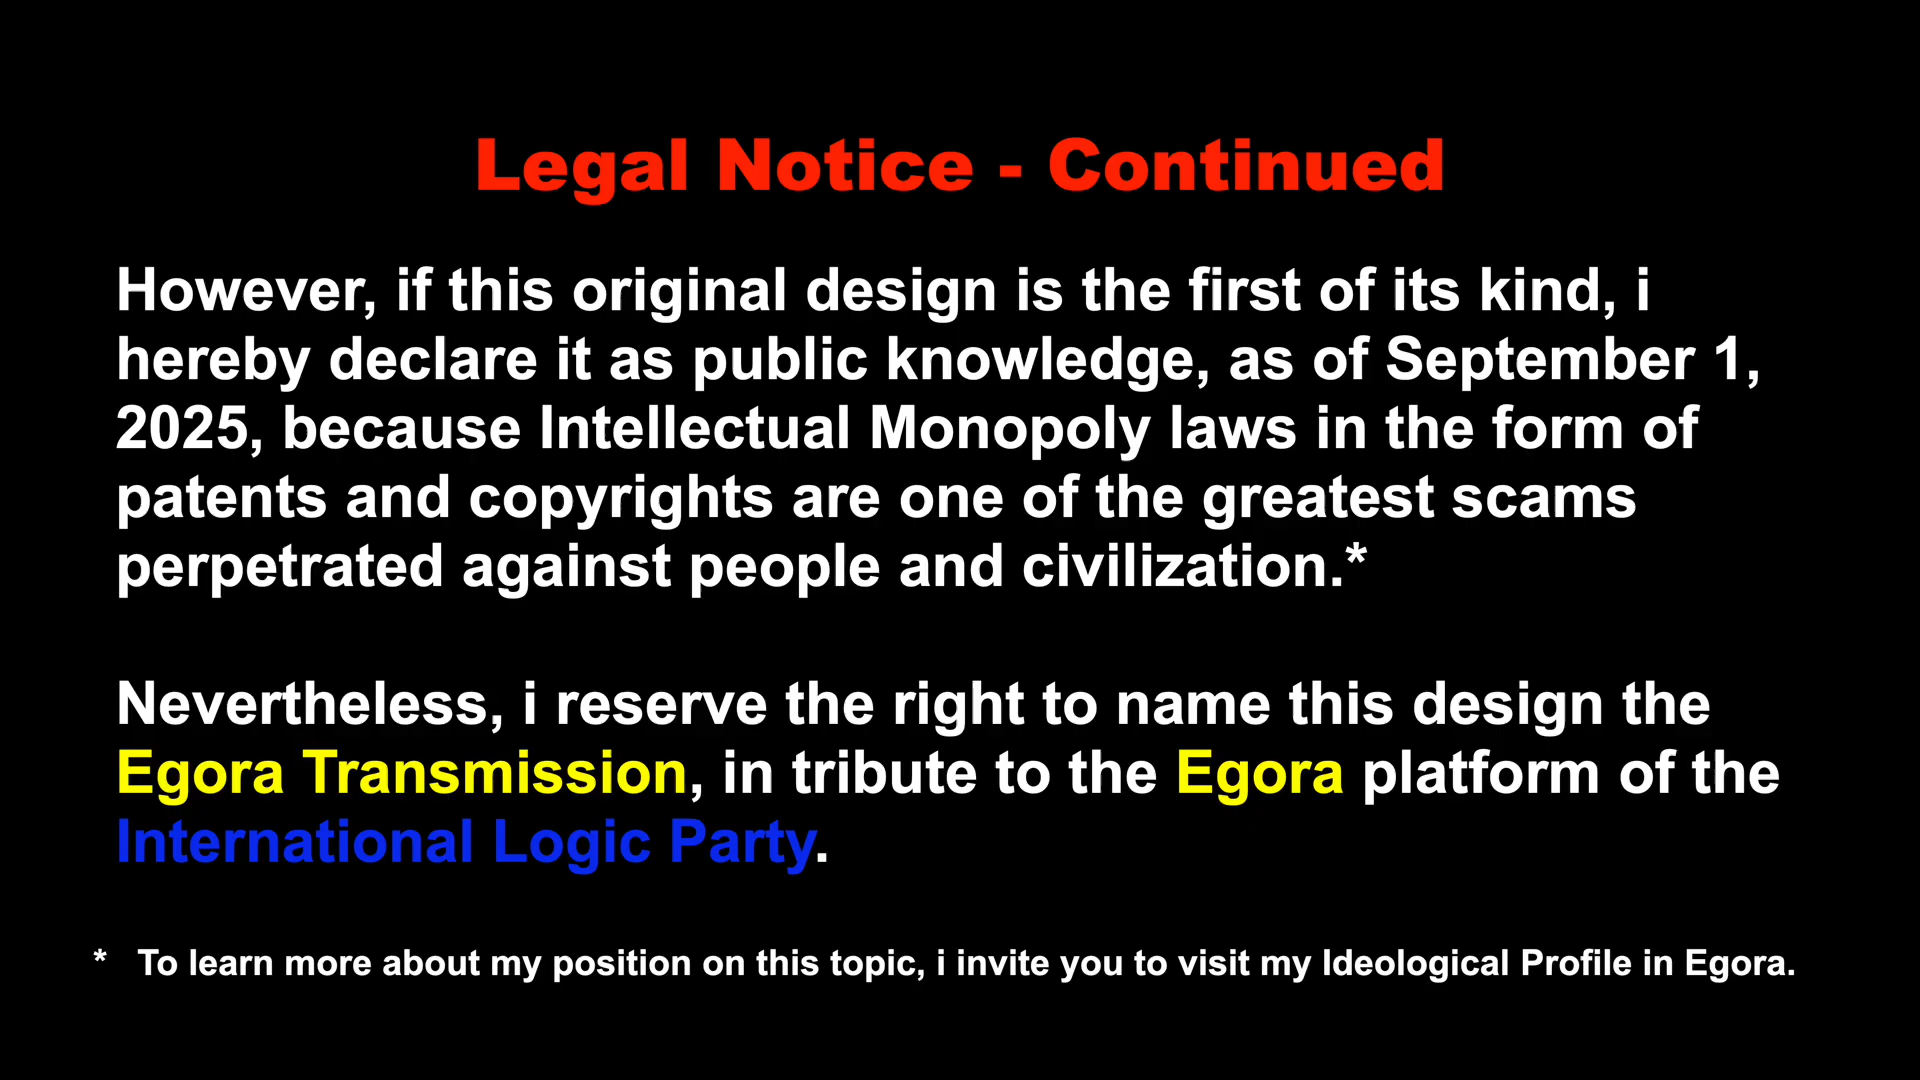 Legal Notice - Continued
However, if this original design is the first of its kind, i
hereby declare it as public knowledge, as of September 1,
2025, because Intellectual Monopoly laws in the form of
patents and copyrights are one of the greatest scams
perpetrated against people and civilization.*
Nevertheless, i reserve the right to name this design the
Egora Transmission, in tribute to the Egora platform of the
International Logic Party.
* To learn more about my position on this topic, i invite you to visit my Ideological Profile in Egora.